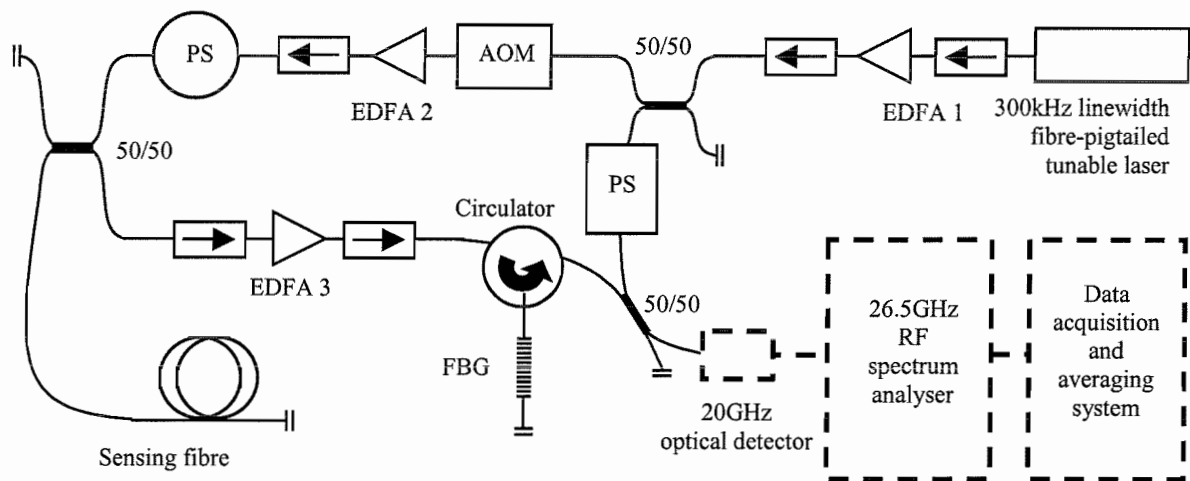 PS
AOM
50/50
EDFA 2
EDFA 1
300kHz linewidth
fibre-pigtailed
tunable laser
50/50
PS
Circulator
EDFA 3
50/50
26.5GHz
RF
spectrum
analyser
Data
acquisition
and
averaging
system
FBG
20GHz
optical detector
Sensing fibre